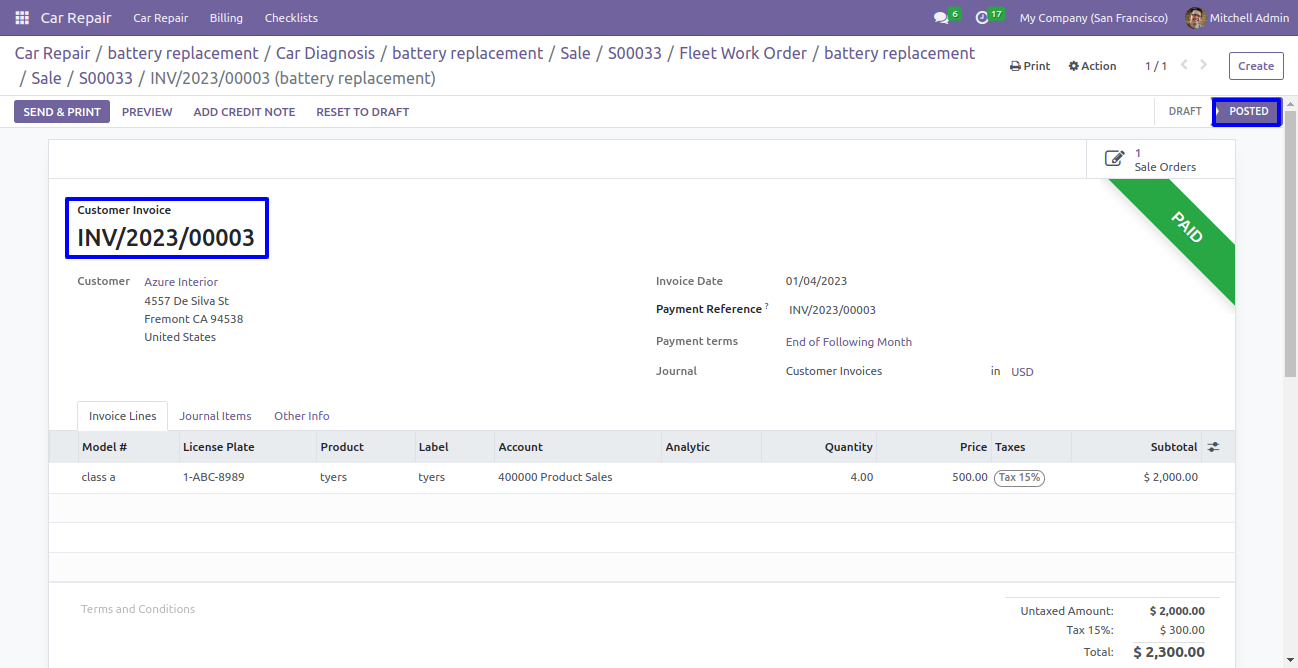 Car Repair Car Repair Billing Checklists 6 17 My Company (San Francisco) Mitchell Admin
Car Repair / battery replacement / Car Diagnosis / battery replacement / Sale / S00033 / Fleet Work Order / battery replacement
/ Sale / S00033 / INV/2023/00003 (battery replacement)
Print Action 1 / 1 Create
SEND & PRINT PREVIEW ADD CREDIT NOTE RESET TO DRAFT DRAFT POSTED
1
Sale Orders
PAID
Customer Invoice
INV/2023/00003
Customer Azure Interior
4557 De Silva St
Fremont CA 94538
United States
Invoice Date 01/04/2023
Payment Reference ? INV/2023/00003
Payment terms End of Following Month
Journal Customer Invoices in USD
Invoice Lines Journal Items Other Info
Model # License Plate Product Label Account Analytic Quantity Price Taxes Subtotal
class a 1-ABC-8989 tyers tyers 400000 Product Sales 4.00 500.00 Tax 15% $ 2,000.00
Terms and Conditions
Untaxed Amount: $ 2,000.00
Tax 15%: $ 300.00
Total: $ 2,300.00